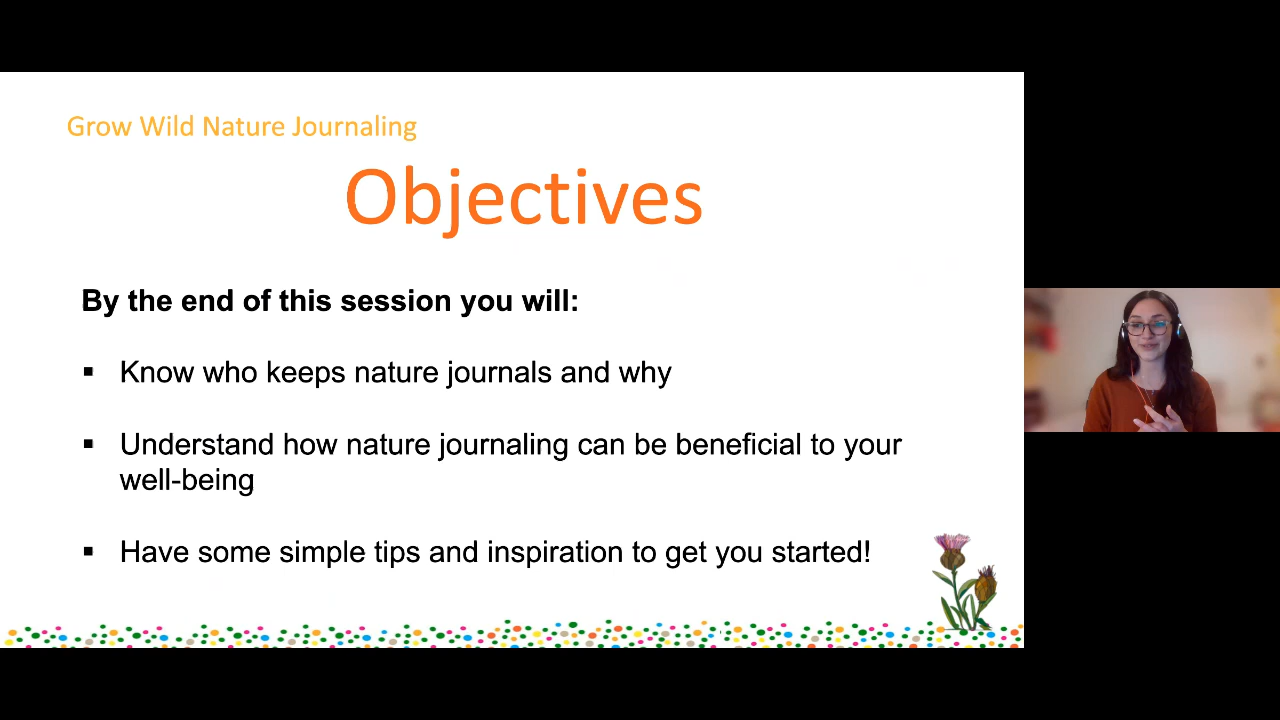 Grow Wild Nature Journaling
Objectives
By the end of this session you will:
▪ Know who keeps nature journals and why
▪ Understand how nature journaling can be beneficial to your
well-being
▪ Have some simple tips and inspiration to get you started!